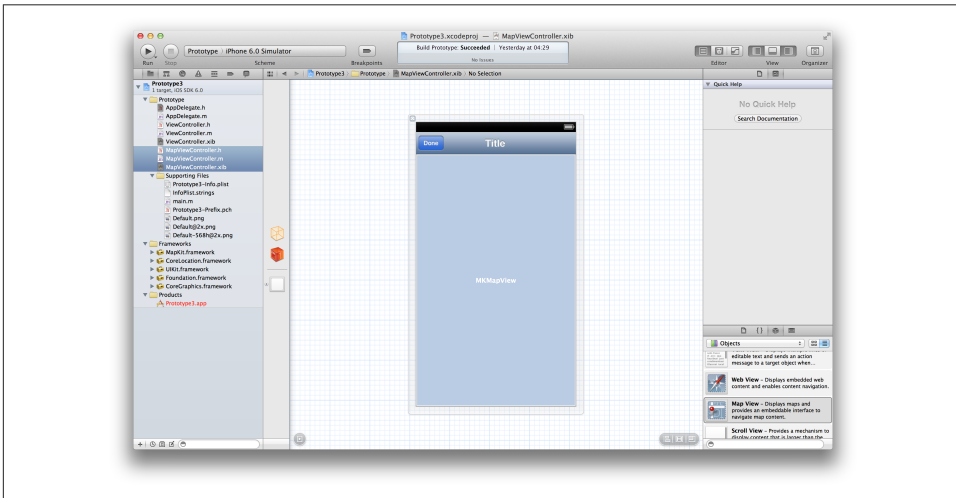 Prototype3.xcodeproj — MapViewController.xib
Prototype › iPhone 6.0 Simulator
Build Prototype: Succeeded | Yesterday at 04:29
No Issues
Run
Stop
Scheme
Breakpoints
Editor
View
Organizer
Prototype3 › Prototype › MapViewController.xib › No Selection
Prototype3
1 target, iOS SDK 6.0
Prototype
AppDelegate.h
AppDelegate.m
ViewController.h
ViewController.m
ViewController.xib
MapViewController.h
MapViewController.m
MapViewController.xib
Supporting Files
Prototype3-Info.plist
InfoPlist.strings
main.m
Prototype3-Prefix.pch
Default.png
Default@2x.png
Default-568h@2x.png
Frameworks
MapKit.framework
CoreLocation.framework
UIKit.framework
Foundation.framework
CoreGraphics.framework
Products
Prototype3.app
Done
Title
MKMapView
Quick Help
No Quick Help
Search Documentation
Objects
editable text and sends an action
message to a target object when...
Web View - Displays embedded web
content and enables content navigation.
Map View - Displays maps and
provides an embeddable interface to
navigate map content.
Scroll View - Provides a mechanism to
display content that is larger than the